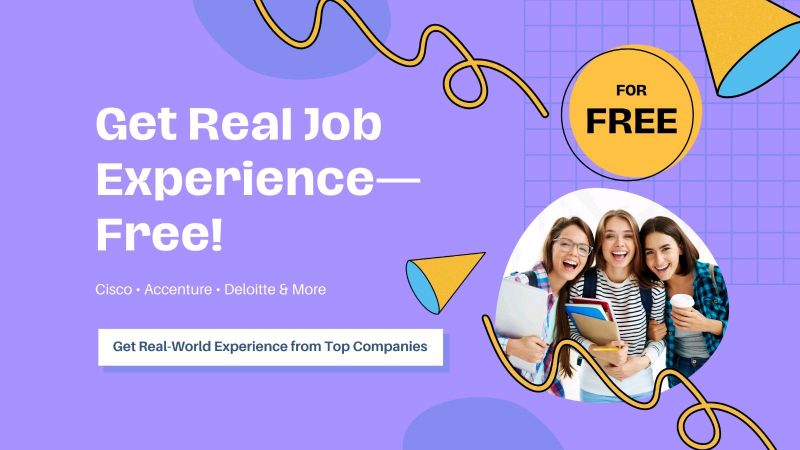 FOR
FREE
Get Real Job
Experience—
Free!
Cisco • Accenture • Deloitte & More
Get Real-World Experience from Top Companies